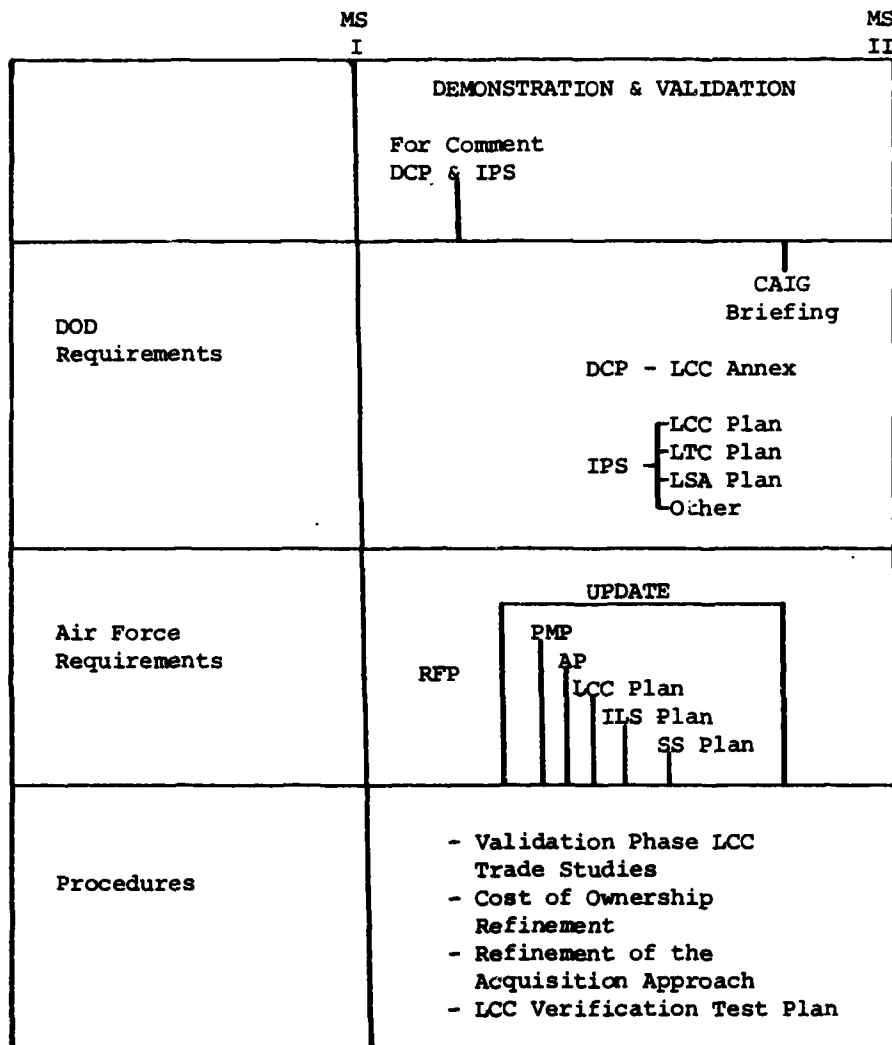 MS
I
MS
II
DEMONSTRATION & VALIDATION
For Comment
DCP & IPS
DOD
Requirements
CAIG
Briefing
DCP - LCC Annex
IPS
LCC Plan
LTC Plan
LSA Plan
Other
Air Force
Requirements
RFP
UPDATE
PMP
AP
LCC Plan
ILS Plan
SS Plan
Procedures
- Validation Phase LCC
Trade Studies
- Cost of Ownership
Refinement
- Refinement of the
Acquisition Approach
- LCC Verification Test Plan